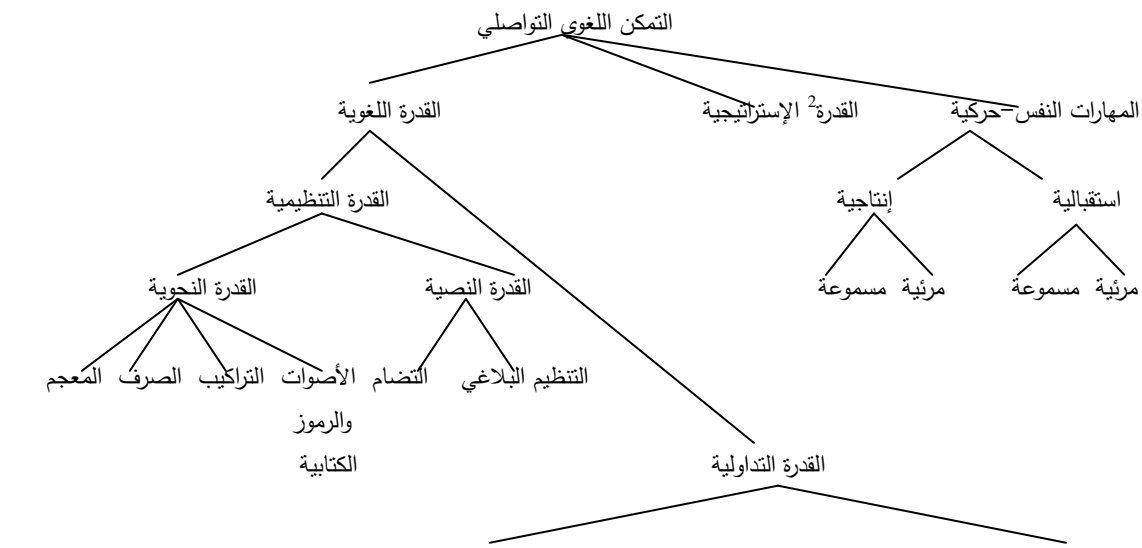 التمكن اللغوي التواصلي
المهارات النفس-حركية القدرة2 الإستراتيجية القدرة اللغوية
استقبالية إنتاجية القدرة التنظيمية
مرئية مسموعة مرئية مسموعة القدرة النصية القدرة النحوية
التنظيم البلاغي التضام الأصوات التراكيب الصرف المعجم
والرموز
الكتابية
القدرة التداولية